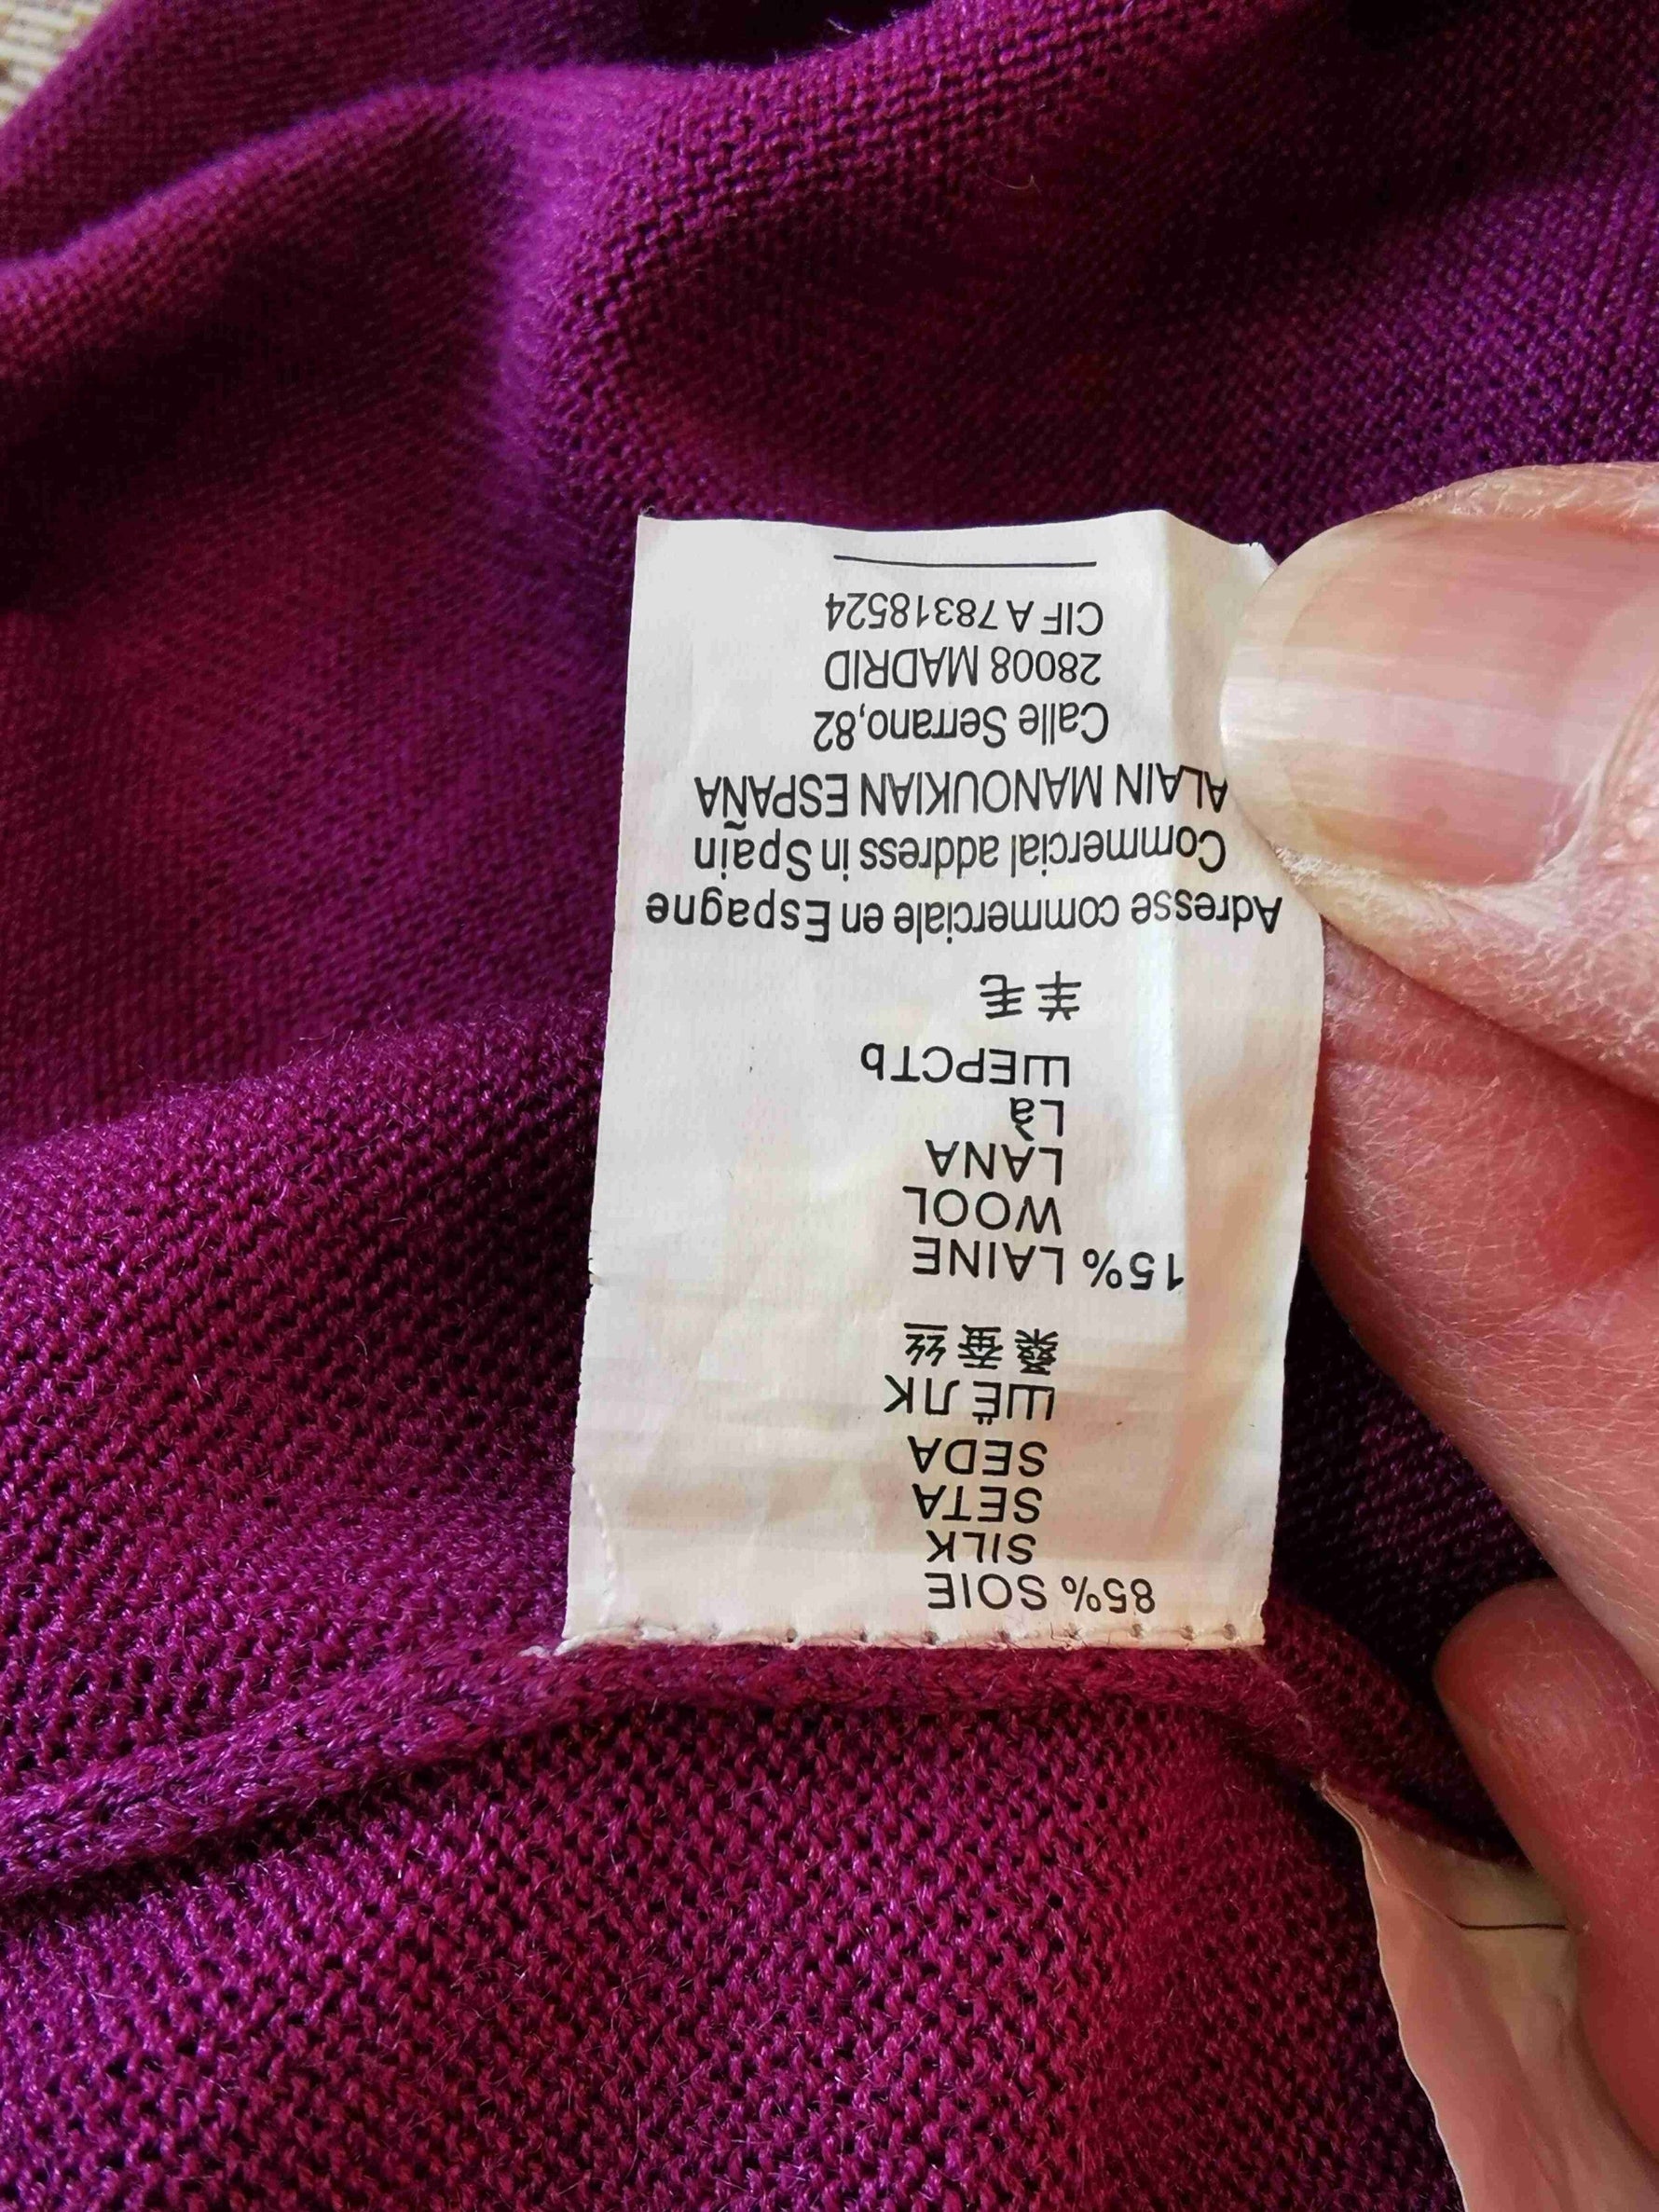 85% SOIE
SILK
SETA
SEDA
ШЁЛК
桑蚕丝
15% LAINE
WOOL
LANA
Là
ШЕРСТЬ
羊毛
Adresse commerciale en Espagne
Commercial address in Spain
ALAIN MANOUKIAN ESPAÑA
Calle Serrano,82
28008 MADRID
CIF A 78318524